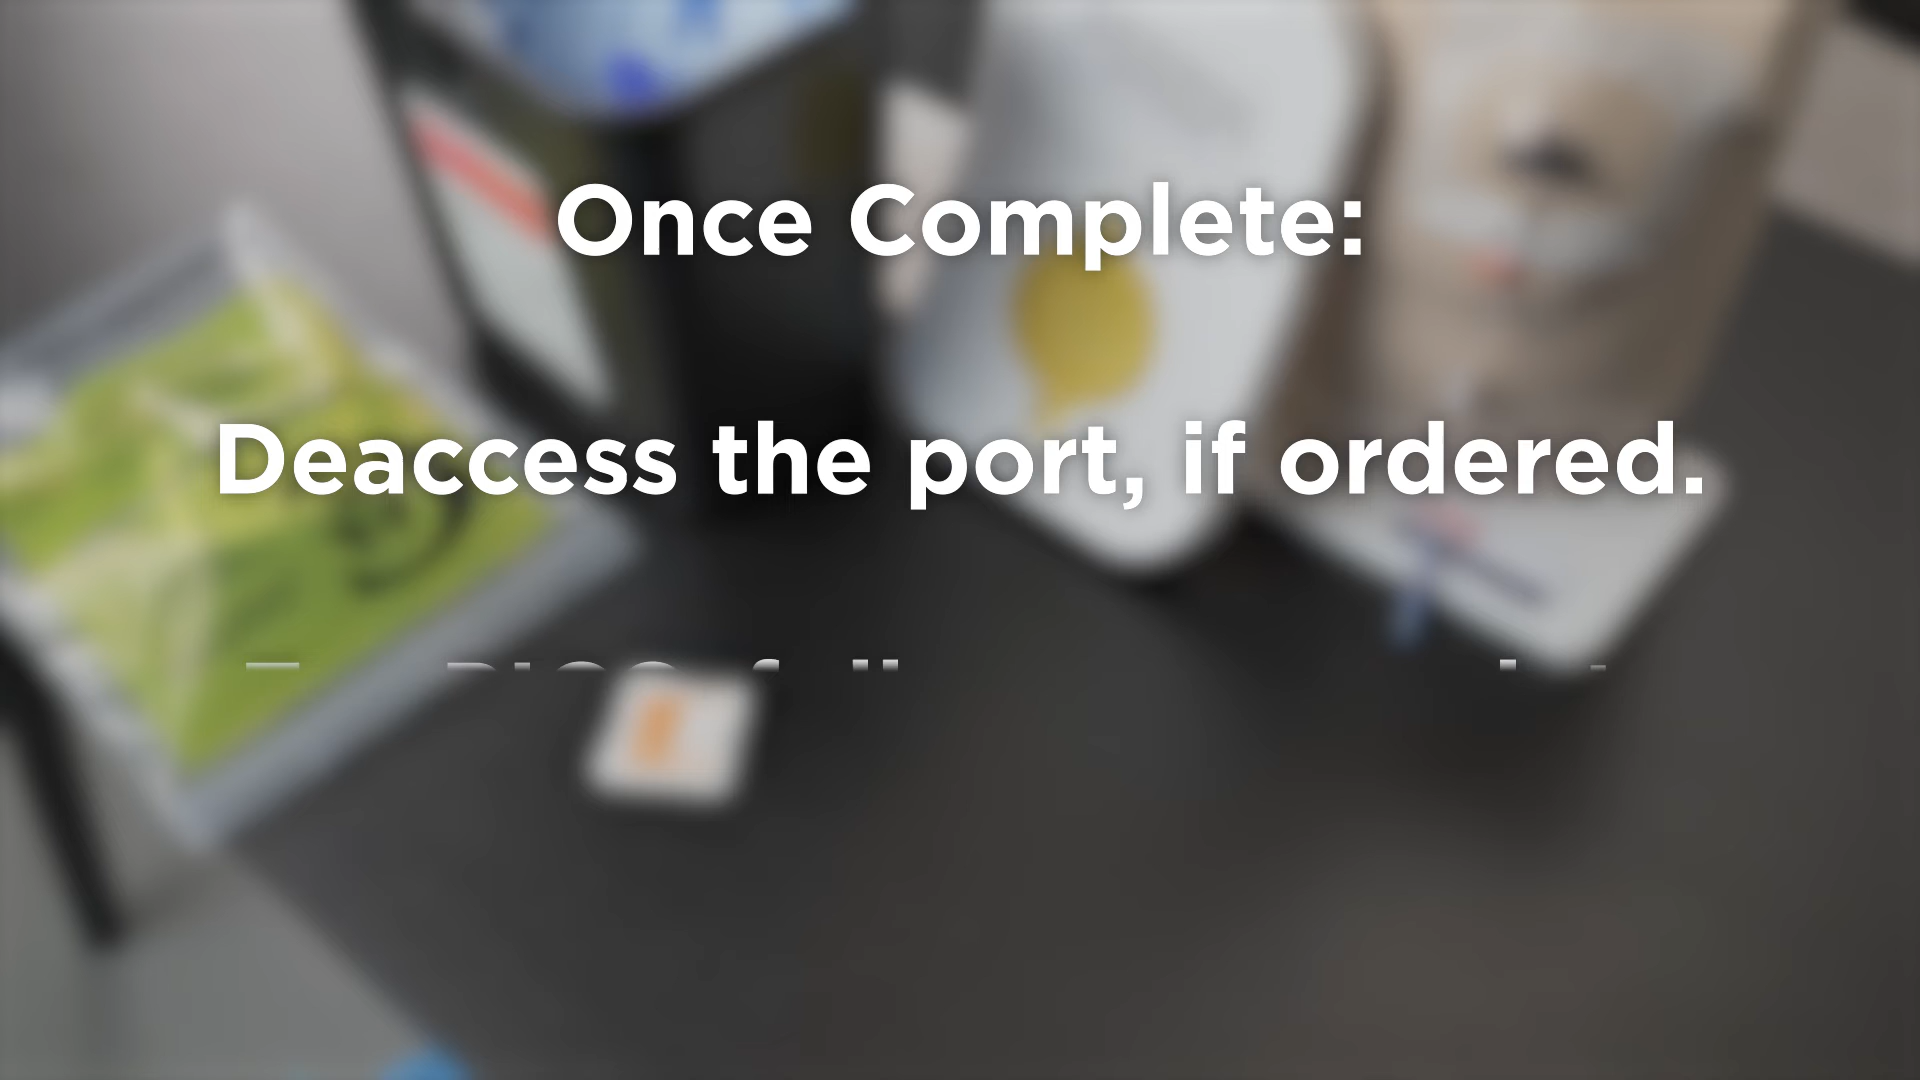 Once Complete:
Deaccess the port, if ordered.